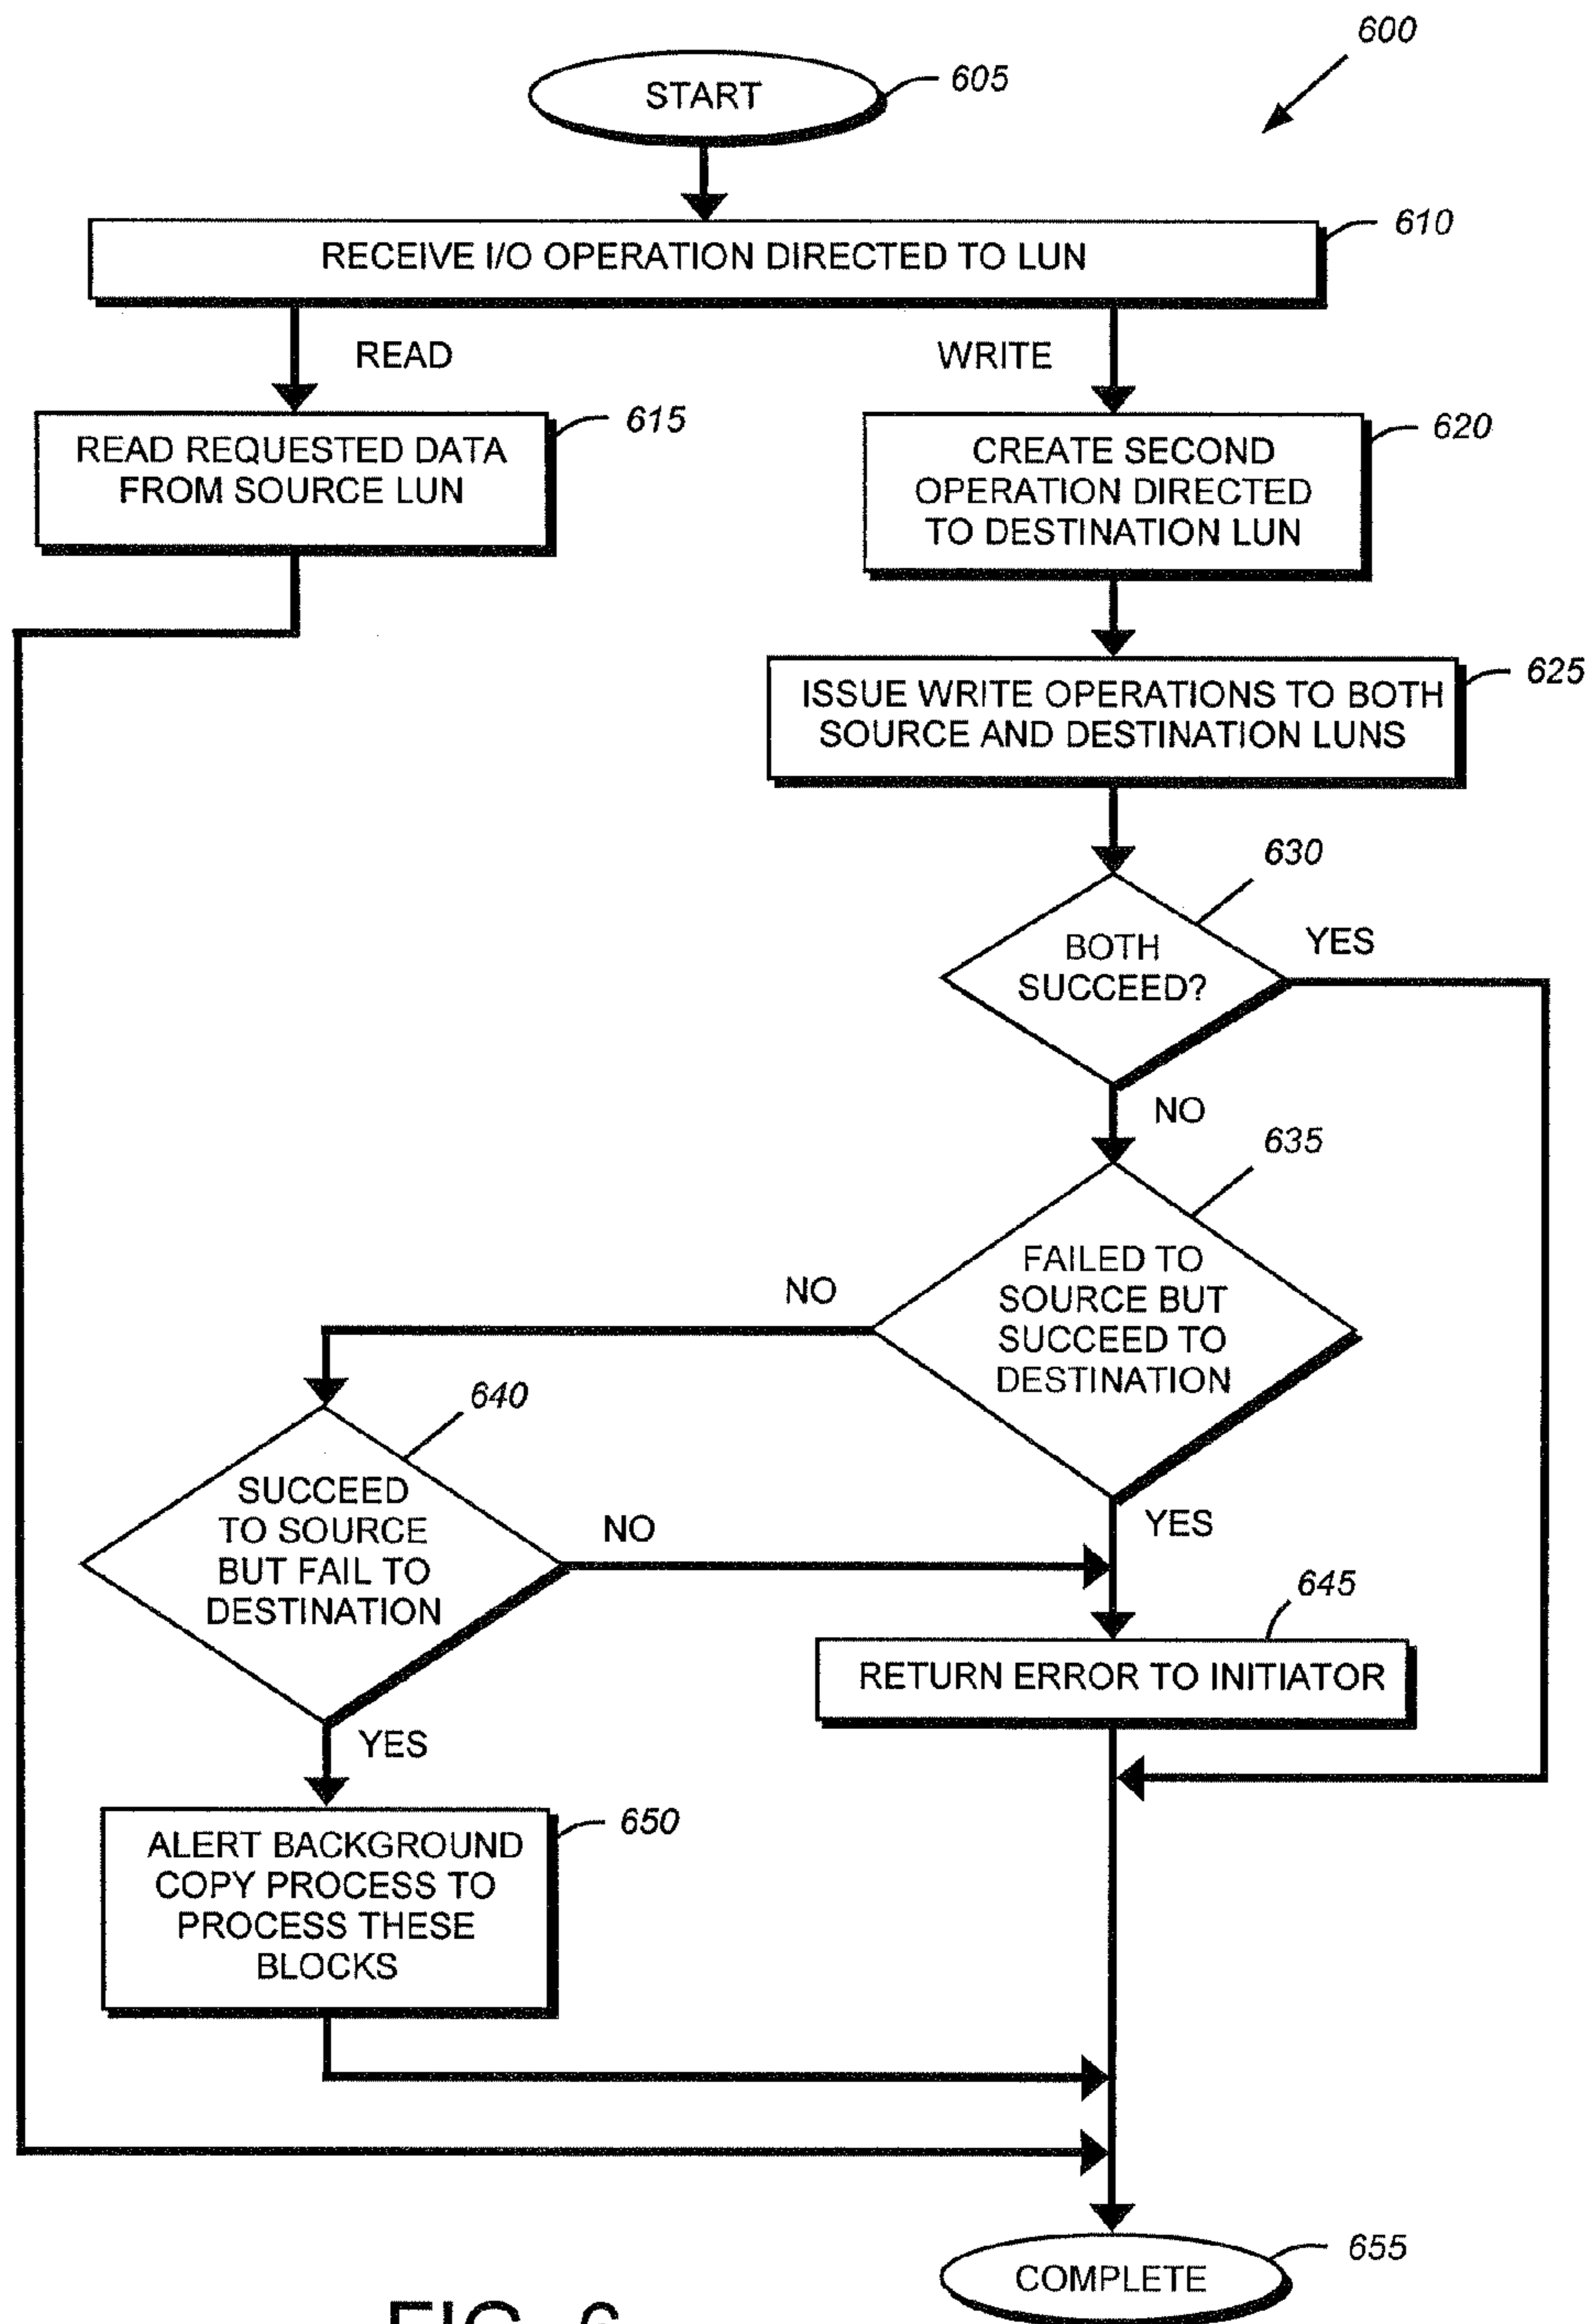 600
START
605
RECEIVE I/O OPERATION DIRECTED TO LUN
610
READ
WRITE
READ REQUESTED DATA
FROM SOURCE LUN
615
CREATE SECOND
OPERATION DIRECTED
TO DESTINATION LUN
620
ISSUE WRITE OPERATIONS TO BOTH
SOURCE AND DESTINATION LUNS
625
630
BOTH
SUCCEED?
YES
NO
635
FAILED TO
SOURCE BUT
SUCCEED TO
DESTINATION
NO
YES
640
SUCCEED
TO SOURCE
BUT FAIL TO
DESTINATION
NO
YES
645
RETURN ERROR TO INITIATOR
ALERT BACKGROUND
COPY PROCESS TO
PROCESS THESE
BLOCKS
650
COMPLETE
655
FIG. 6